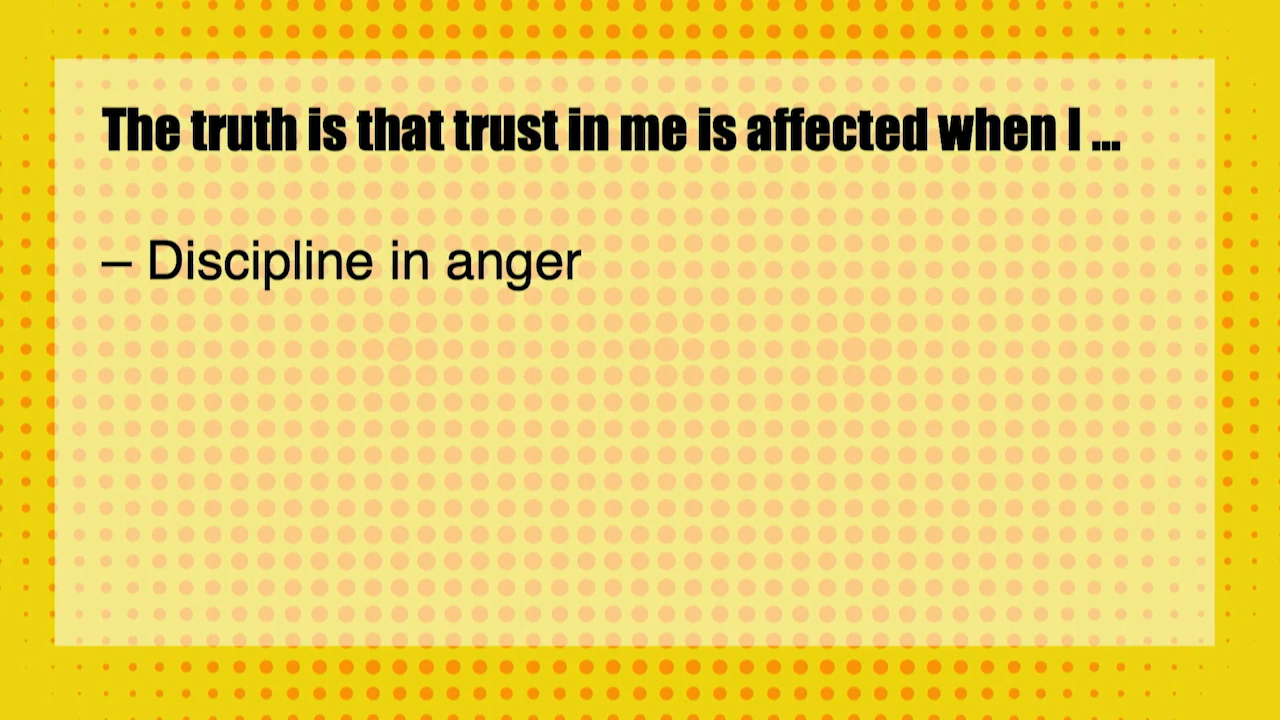 The truth is that trust in me is affected when I ...
– Discipline in anger